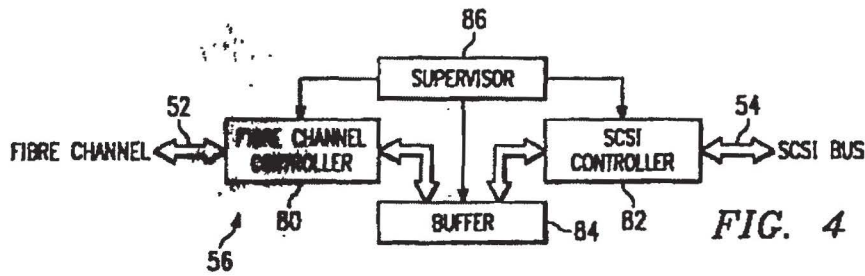 86
SUPERVISOR
52
54
FIBRE CHANNEL
FIBRE CHANNEL
CONTROLLER
SCSI
CONTROLLER
SCSI BUS
80
BUFFER
84
82
FIG. 4
56